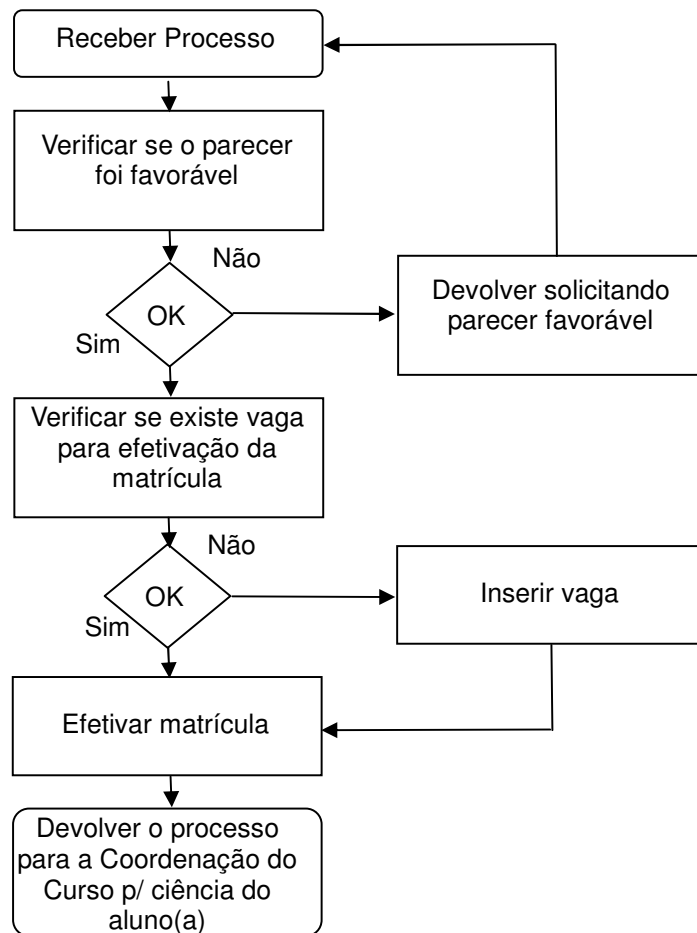 Receber Processo
Verificar se o parecer
foi favorável
Não
OK
Sim
Devolver solicitando
parecer favorável
Verificar se existe vaga
para efetivação da
matrícula
Não
OK
Sim
Inserir vaga
Efetivar matrícula
Devolver o processo
para a Coordenação do
Curso p/ ciência do
aluno(a)